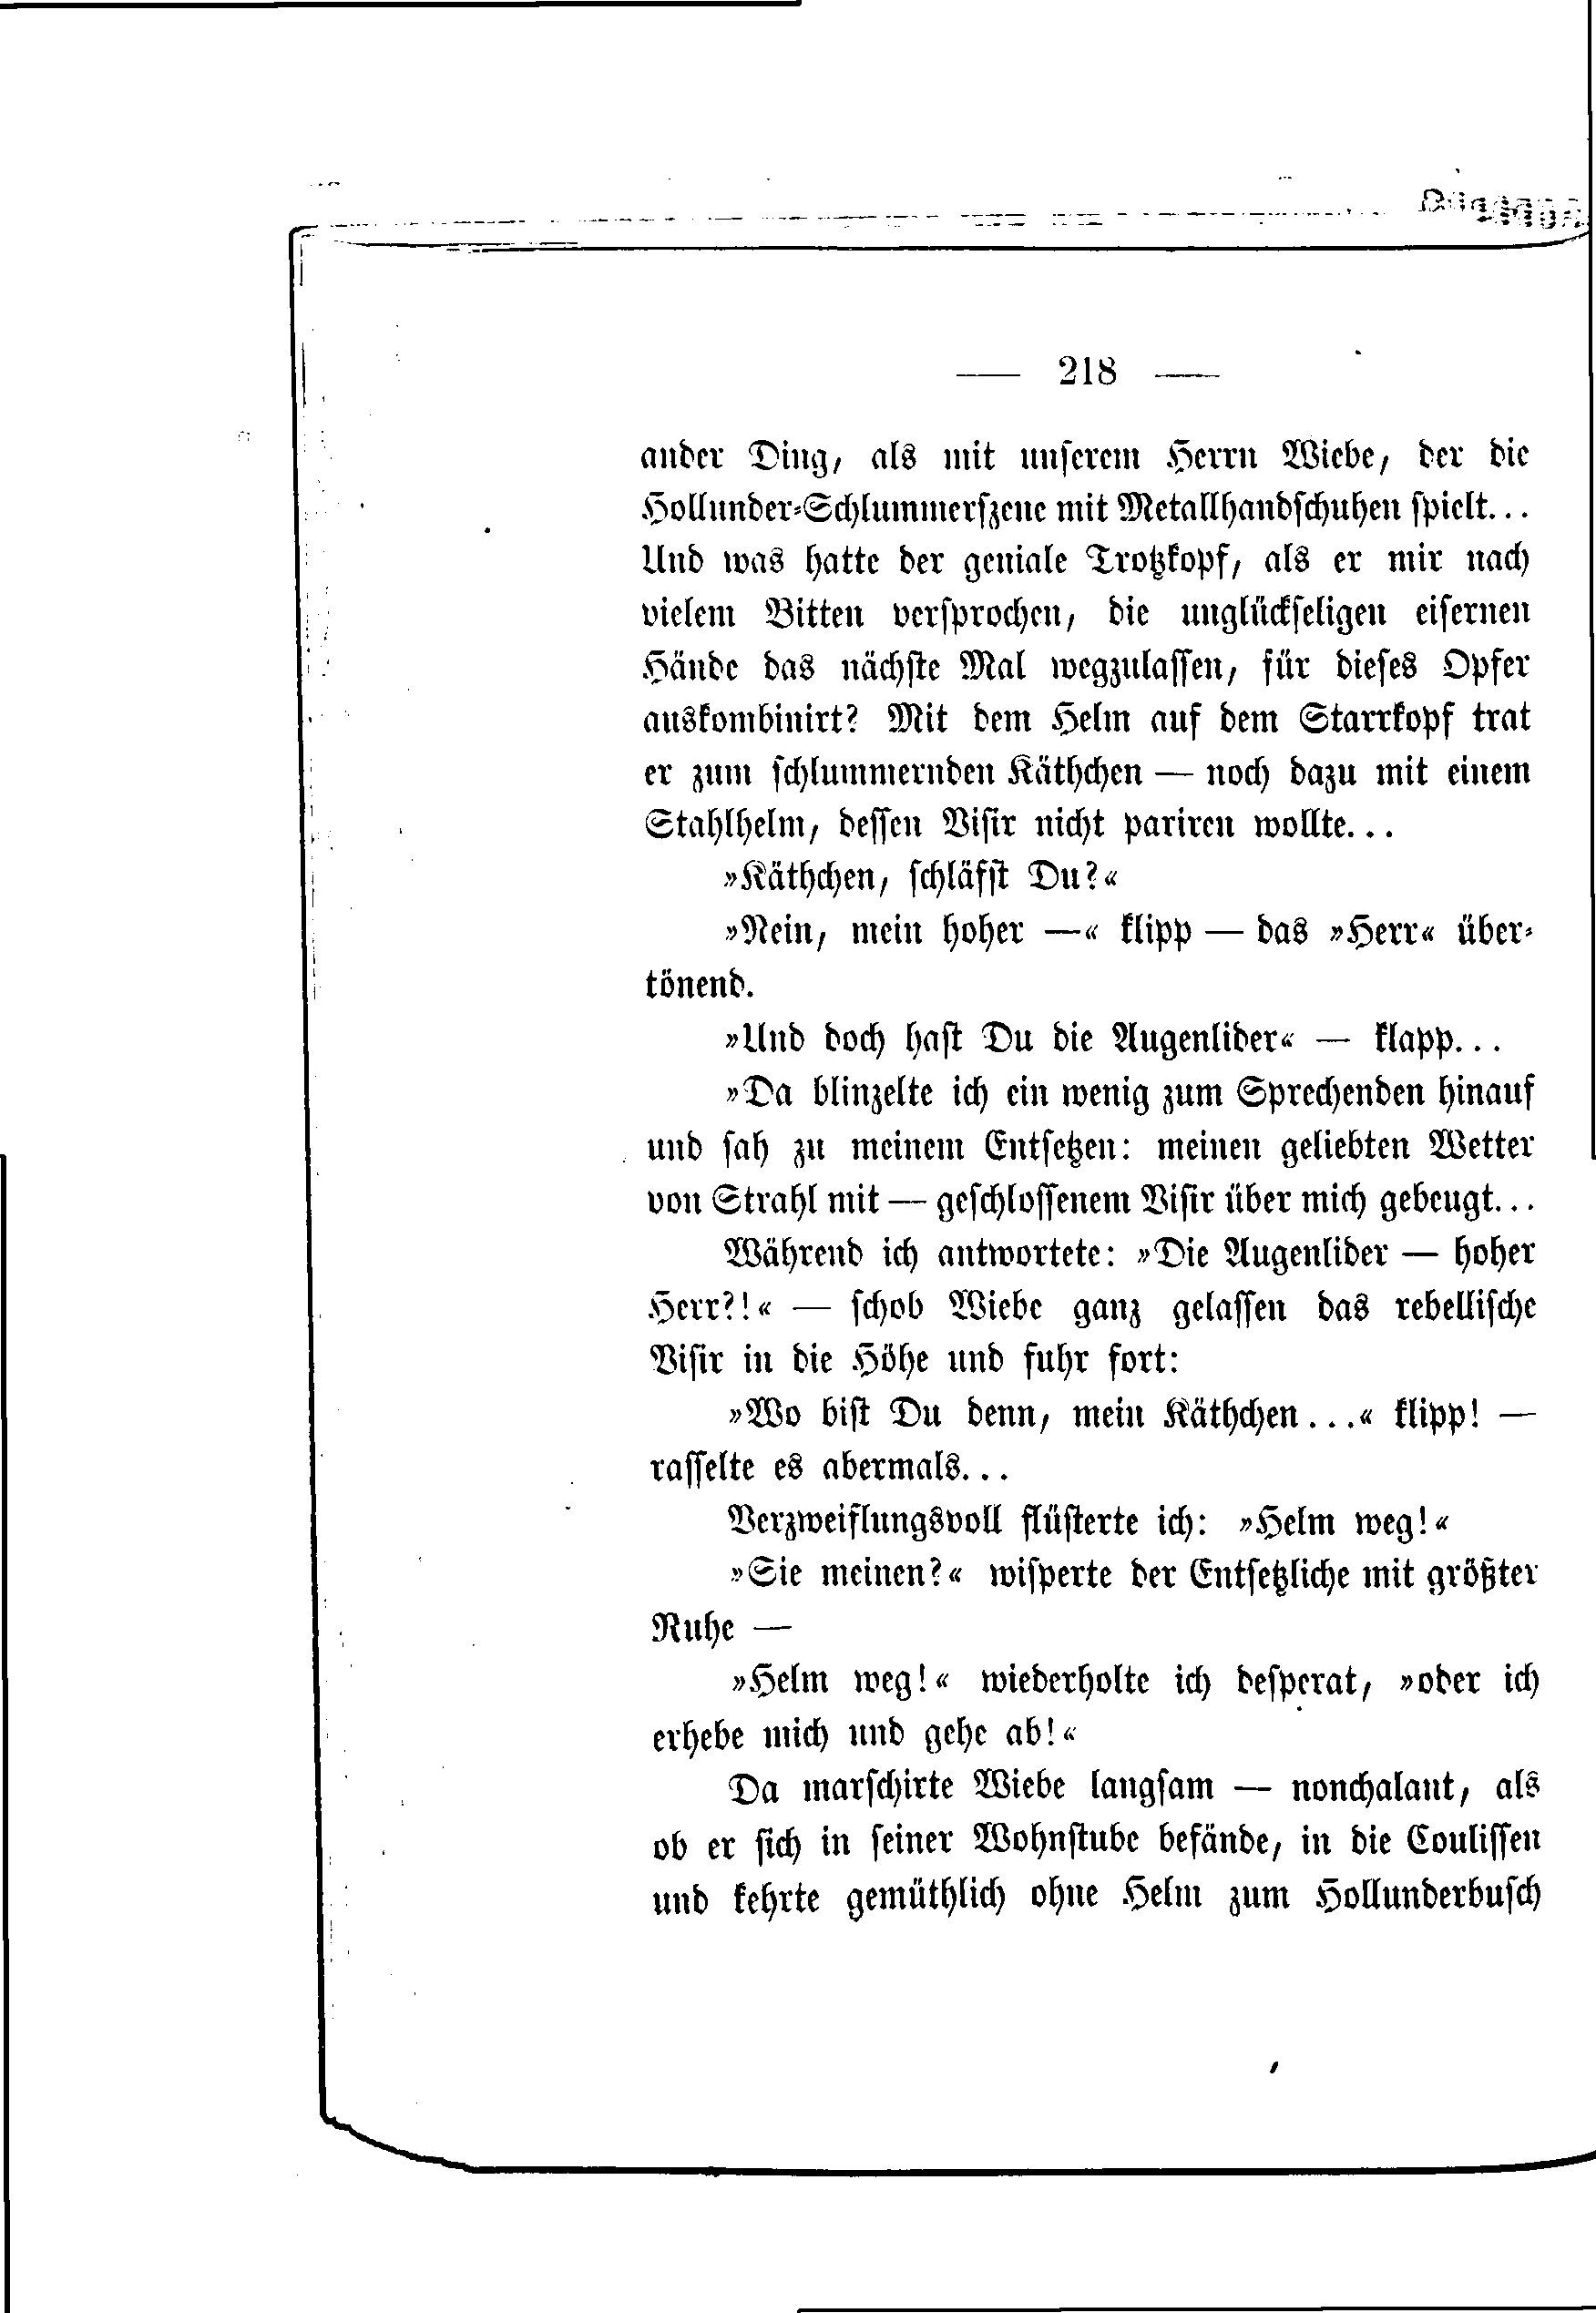 — 218 —
ander Ding, als mit unserem Herrn Wiebe, der die
Hollunder-Schlummerszene mit Metallhandschuhen spielt...
Und was hatte der geniale Trotzkopf, als er mir nach
vielem Bitten versprochen, die unglückseligen eisernen
Hände das nächste Mal wegzulassen, für dieses Opfer
auskombinirt? Mit dem Helm auf dem Starrkopf trat
er zum schlummernden Käthchen — noch dazu mit einem
Stahlhelm, dessen Visir nicht pariren wollte...
»Käthchen, schläfst Du?«
»Nein, mein hoher —« klipp — das »Herr« über-
tönend.
»Und doch hast Du die Augenlider« — klapp...
»Da blinzelte ich ein wenig zum Sprechenden hinauf
und sah zu meinem Entsetzen: meinen geliebten Wetter
von Strahl mit — geschlossenem Visir über mich gebeugt...
Während ich antwortete: »Die Augenlider — hoher
Herr?!« — schob Wiebe ganz gelassen das rebellische
Visir in die Höhe und fuhr fort:
»Wo bist Du denn, mein Käthchen...« klipp! —
rasselte es abermals...
Verzweiflungsvoll flüsterte ich: »Helm weg!«
»Sie meinen?« wisperte der Entsetzliche mit größter
Ruhe —
»Helm weg!« wiederholte ich desperat, »oder ich
erhebe mich und gehe ab!«
Da marschirte Wiebe langsam — nonchalant, als
ob er sich in seiner Wohnstube befände, in die Coulissen
und kehrte gemüthlich ohne Helm zum Hollunderbusch